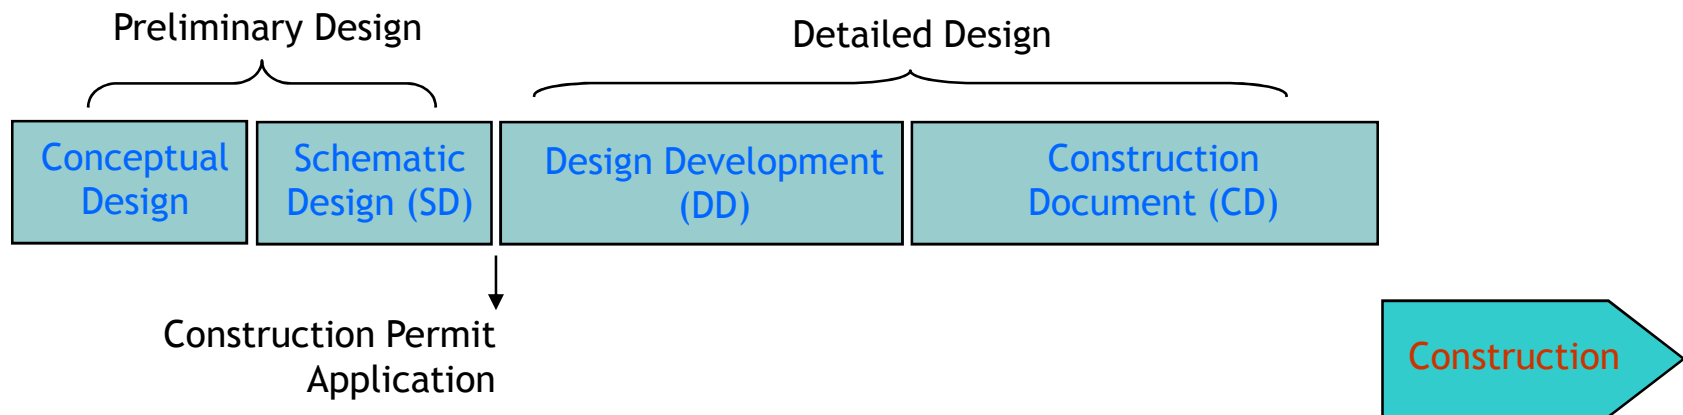 Preliminary Design
Detailed Design
Conceptual
Design
Schematic
Design (SD)
Design Development
(DD)
Construction
Document (CD)
Construction Permit
Application
Construction